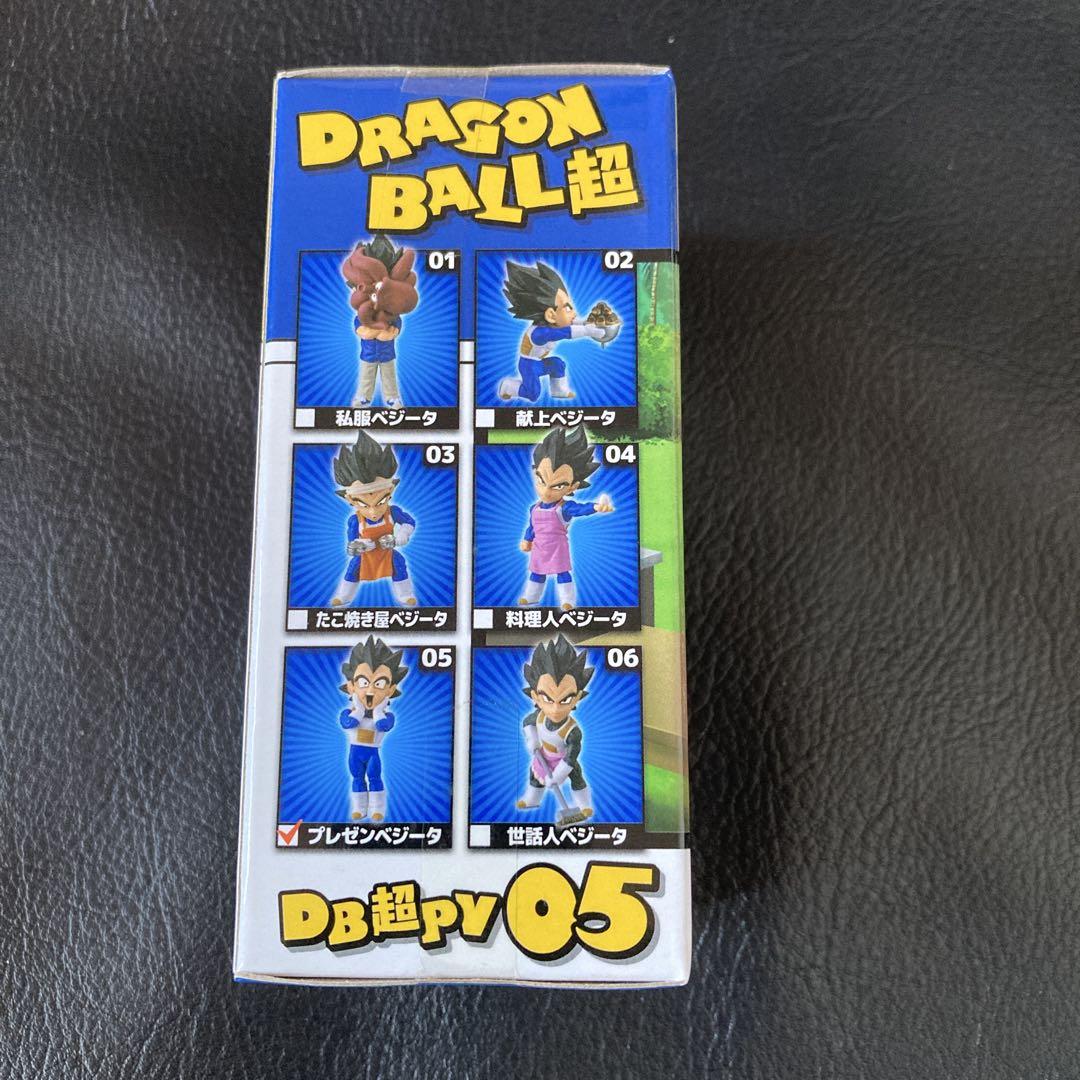 DRAGON
BALL超
01
私服ベジータ
02
献上ベジータ
03
たこ焼き屋ベジータ
04
料理人ベジータ
05
プレゼンベジータ
06
世話人ベジータ
DB超PV05